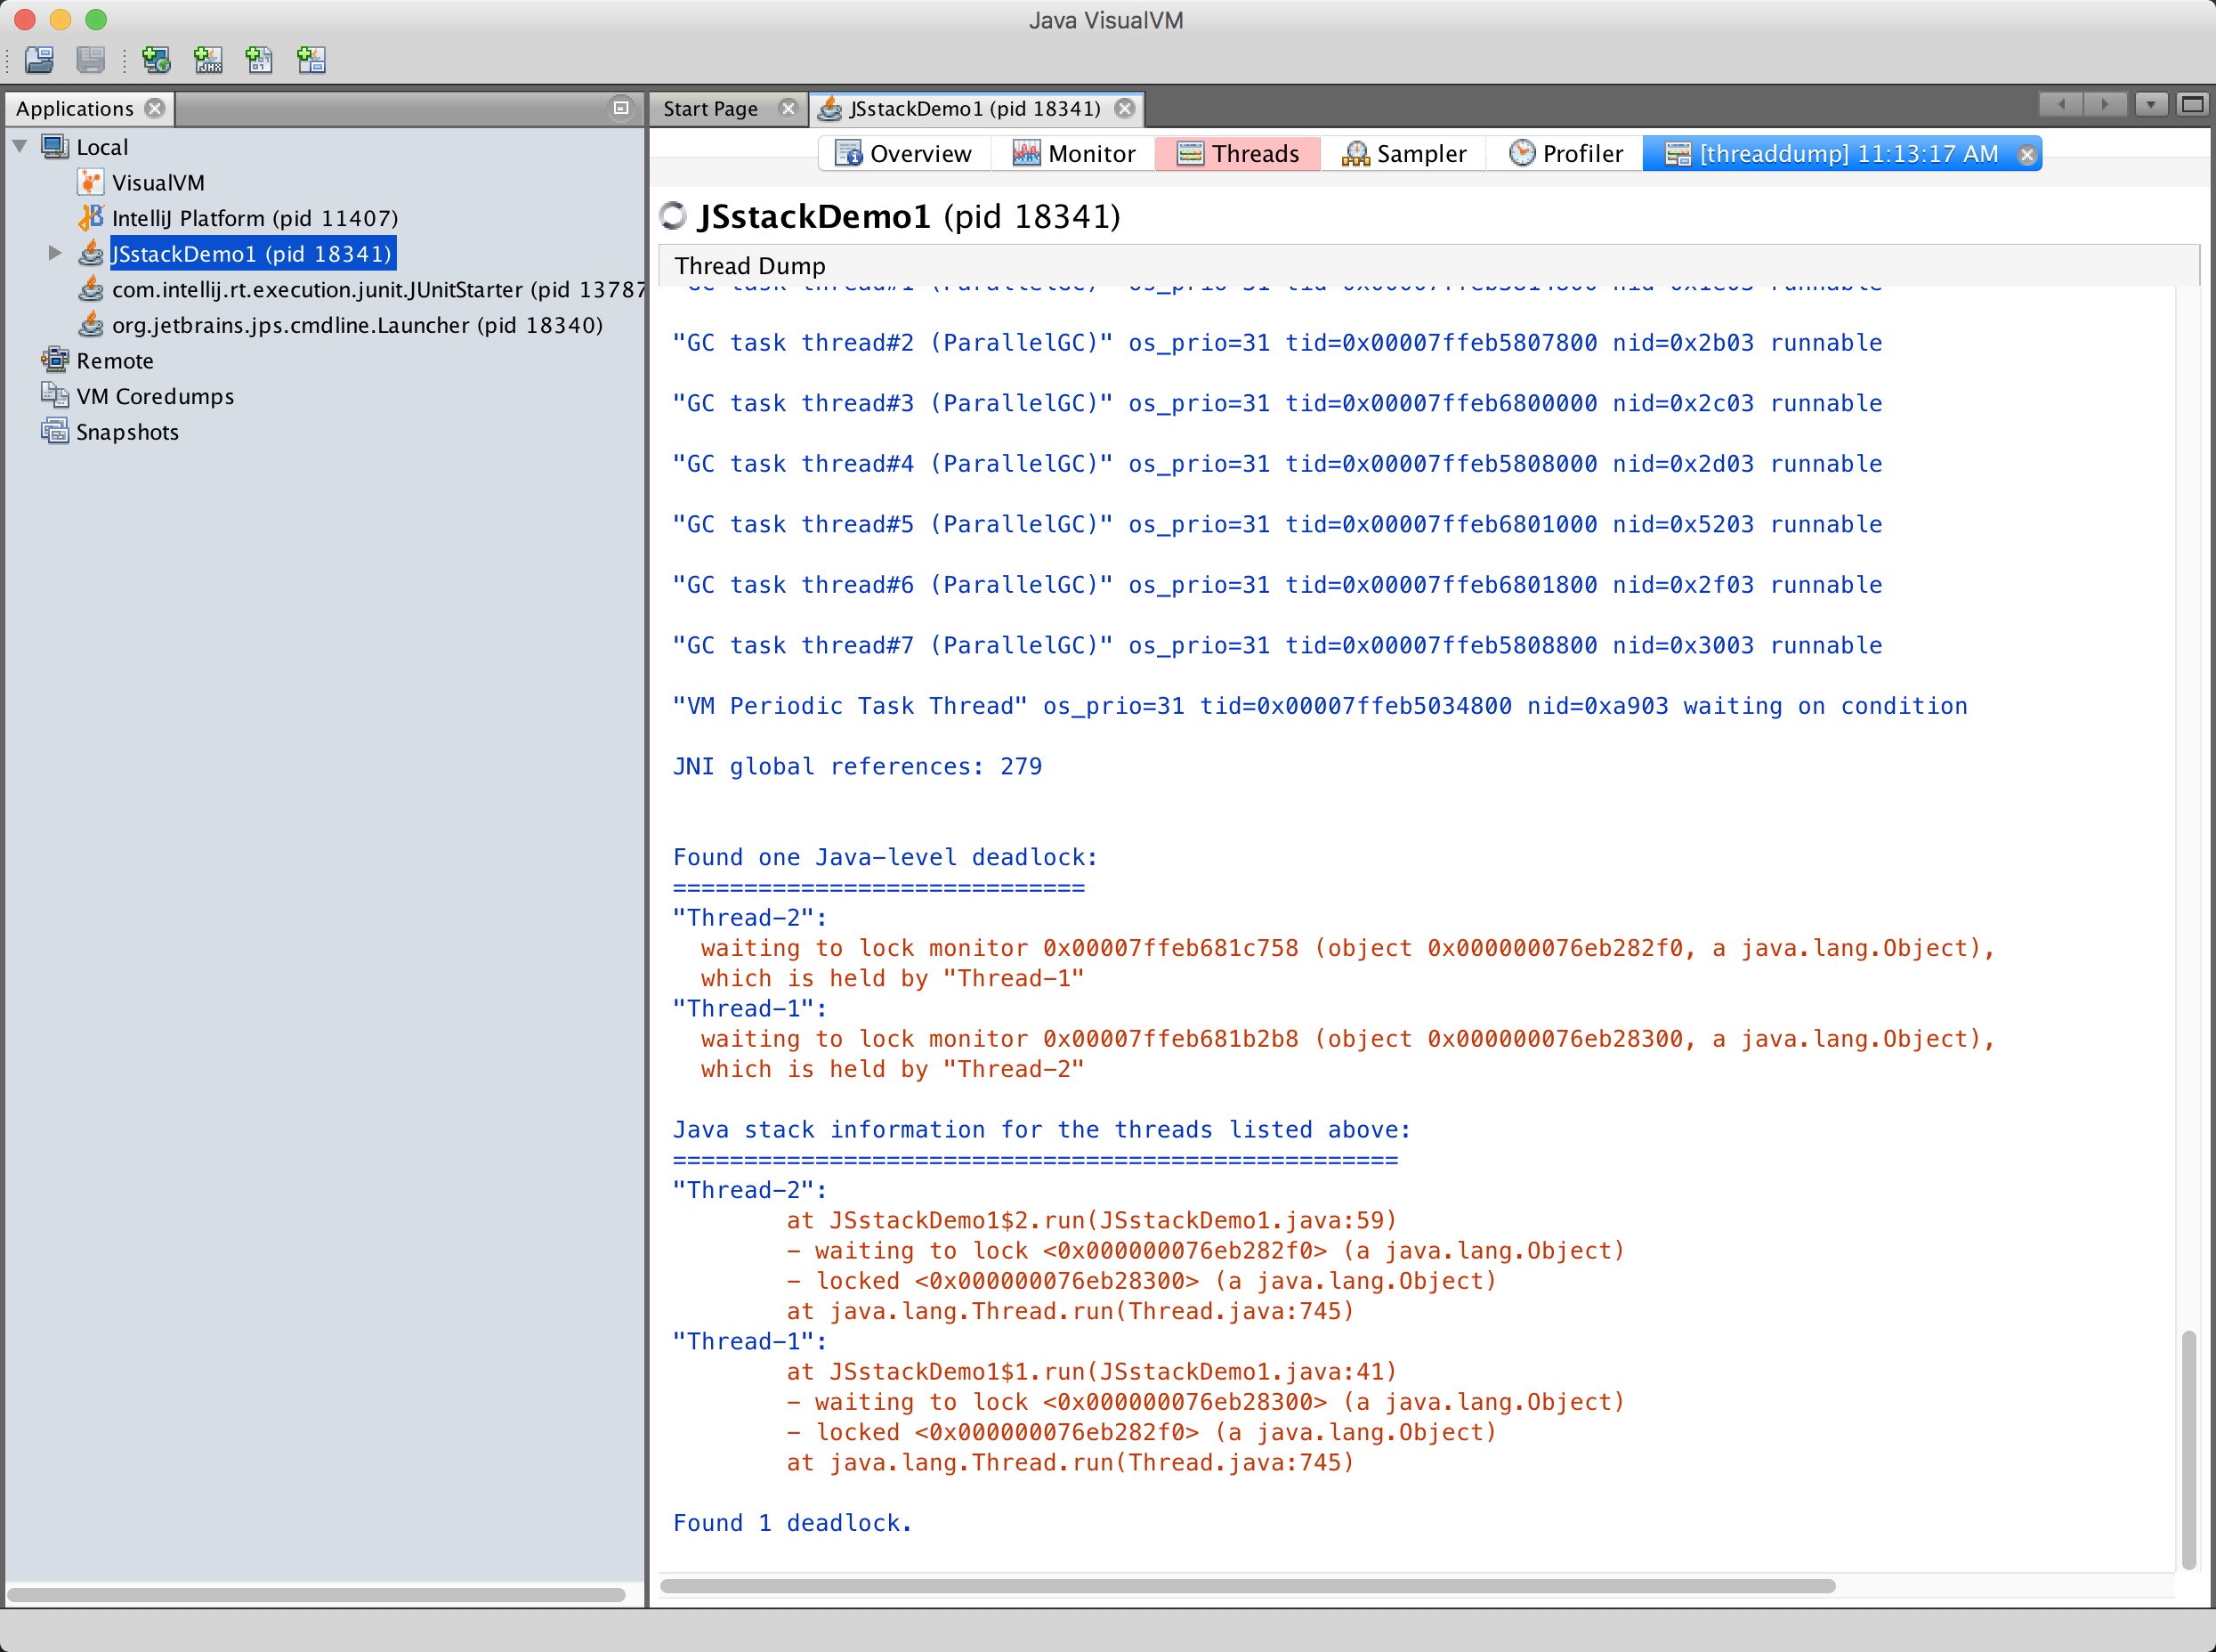 Java VisualVM
Applications
Start Page
JSstackDemo1 (pid 18341)
Local
VisualVM
IntelliJ Platform (pid 11407)
JSstackDemo1 (pid 18341)
com.intellij.rt.execution.junit.JUnitStarter (pid 13787
org.jetbrains.jps.cmdline.Launcher (pid 18340)
Remote
VM Coredumps
Snapshots
Overview
Monitor
Threads
Sampler
Profiler
[threaddump] 11:13:17 AM
JSstackDemo1 (pid 18341)
Thread Dump
"GC task thread#2 (ParallelGC)" os_prio=31 tid=0x00007ffeb5807800 nid=0x2b03 runnable
"GC task thread#3 (ParallelGC)" os_prio=31 tid=0x00007ffeb6800000 nid=0x2c03 runnable
"GC task thread#4 (ParallelGC)" os_prio=31 tid=0x00007ffeb5808000 nid=0x2d03 runnable
"GC task thread#5 (ParallelGC)" os_prio=31 tid=0x00007ffeb6801000 nid=0x5203 runnable
"GC task thread#6 (ParallelGC)" os_prio=31 tid=0x00007ffeb6801800 nid=0x2f03 runnable
"GC task thread#7 (ParallelGC)" os_prio=31 tid=0x00007ffeb5808800 nid=0x3003 runnable
"VM Periodic Task Thread" os_prio=31 tid=0x00007ffeb5034800 nid=0xa903 waiting on condition
JNI global references: 279
Found one Java-level deadlock:
=============================
"Thread-2":
waiting to lock monitor 0x00007ffeb681c758 (object 0x000000076eb282f0, a java.lang.Object),
which is held by "Thread-1"
"Thread-1":
waiting to lock monitor 0x00007ffeb681b2b8 (object 0x000000076eb28300, a java.lang.Object),
which is held by "Thread-2"
Java stack information for the threads listed above:
===================================================
"Thread-2":
at JSstackDemo1$2.run(JSstackDemo1.java:59)
- waiting to lock <0x000000076eb282f0> (a java.lang.Object)
- locked <0x000000076eb28300> (a java.lang.Object)
at java.lang.Thread.run(Thread.java:745)
"Thread-1":
at JSstackDemo1$1.run(JSstackDemo1.java:41)
- waiting to lock <0x000000076eb28300> (a java.lang.Object)
- locked <0x000000076eb282f0> (a java.lang.Object)
at java.lang.Thread.run(Thread.java:745)
Found 1 deadlock.